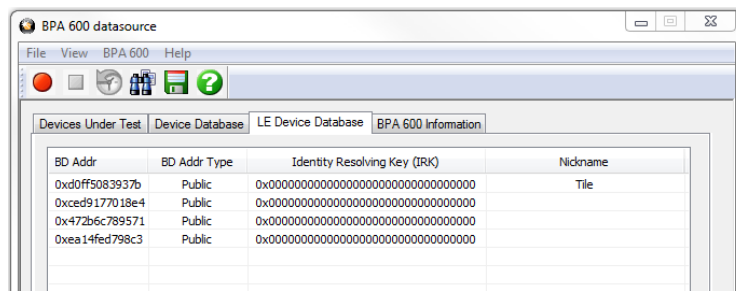 BPA 600 datasource
File View BPA 600 Help
Devices Under Test Device Database LE Device Database BPA 600 Information
BD Addr BD Addr Type Identity Resolving Key (IRK) Nickname
0xd0ff5083937b Public 0x00000000000000000000000000000000 Tile
0xced9177018e4 Public 0x00000000000000000000000000000000
0x472b6c789571 Public 0x00000000000000000000000000000000
0xea14fed798c3 Public 0x00000000000000000000000000000000